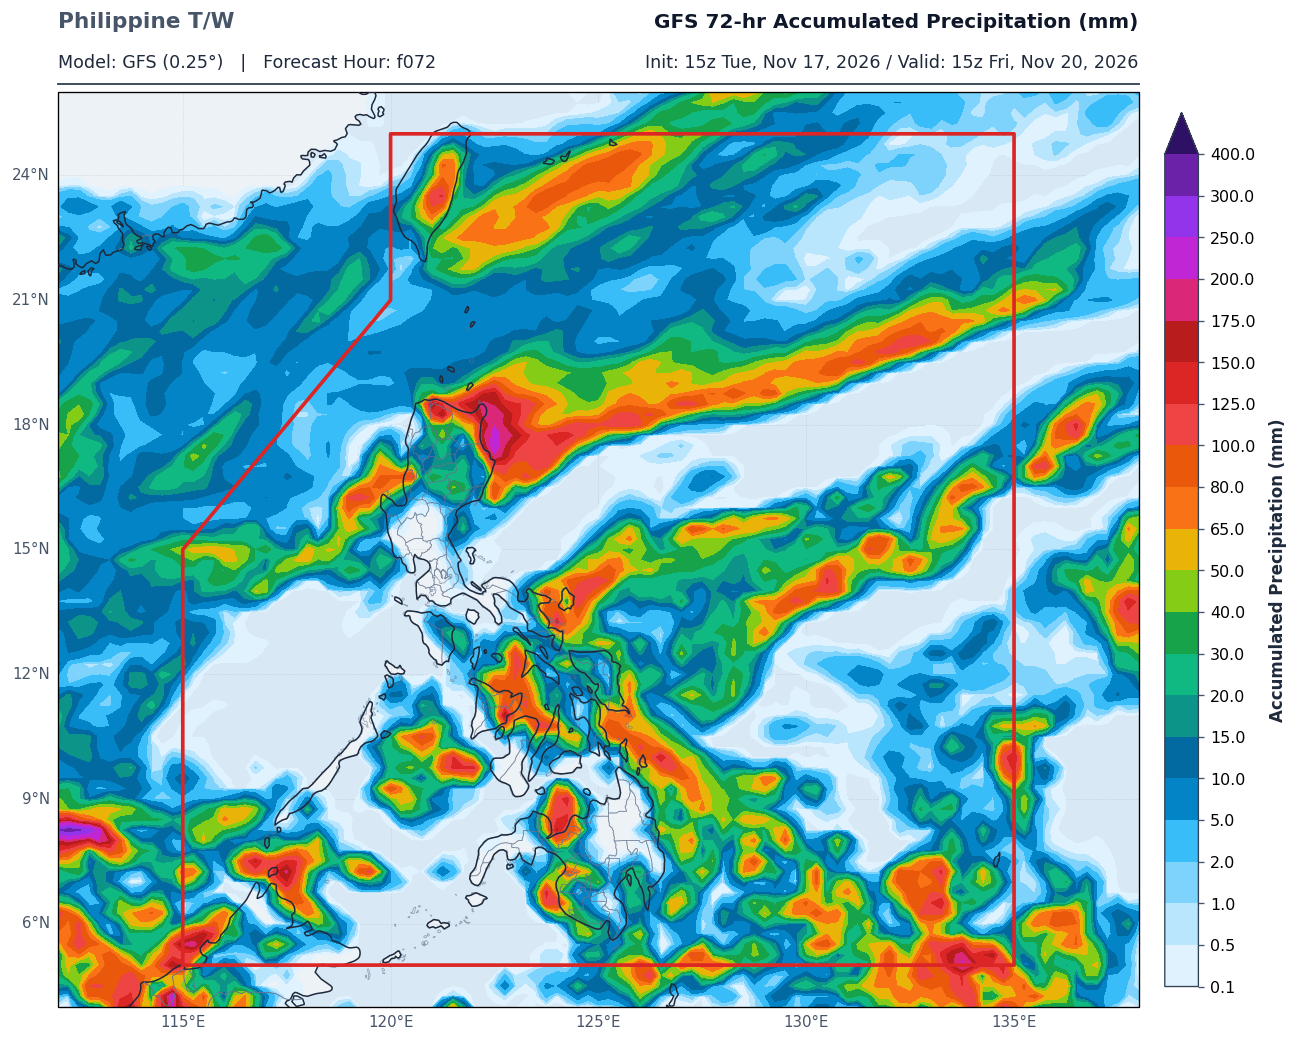 Philippine T/W
GFS 72-hr Accumulated Precipitation (mm)
Model: GFS (0.25°)   |   Forecast Hour: f072
Init: 15z Tue, Nov 17, 2026 / Valid: 15z Fri, Nov 20, 2026
24°N
21°N
18°N
15°N
12°N
9°N
6°N
115°E
120°E
125°E
130°E
135°E
400.0
300.0
250.0
200.0
175.0
150.0
125.0
100.0
80.0
65.0
50.0
40.0
30.0
20.0
15.0
10.0
5.0
2.0
1.0
0.5
0.1
Accumulated Precipitation (mm)